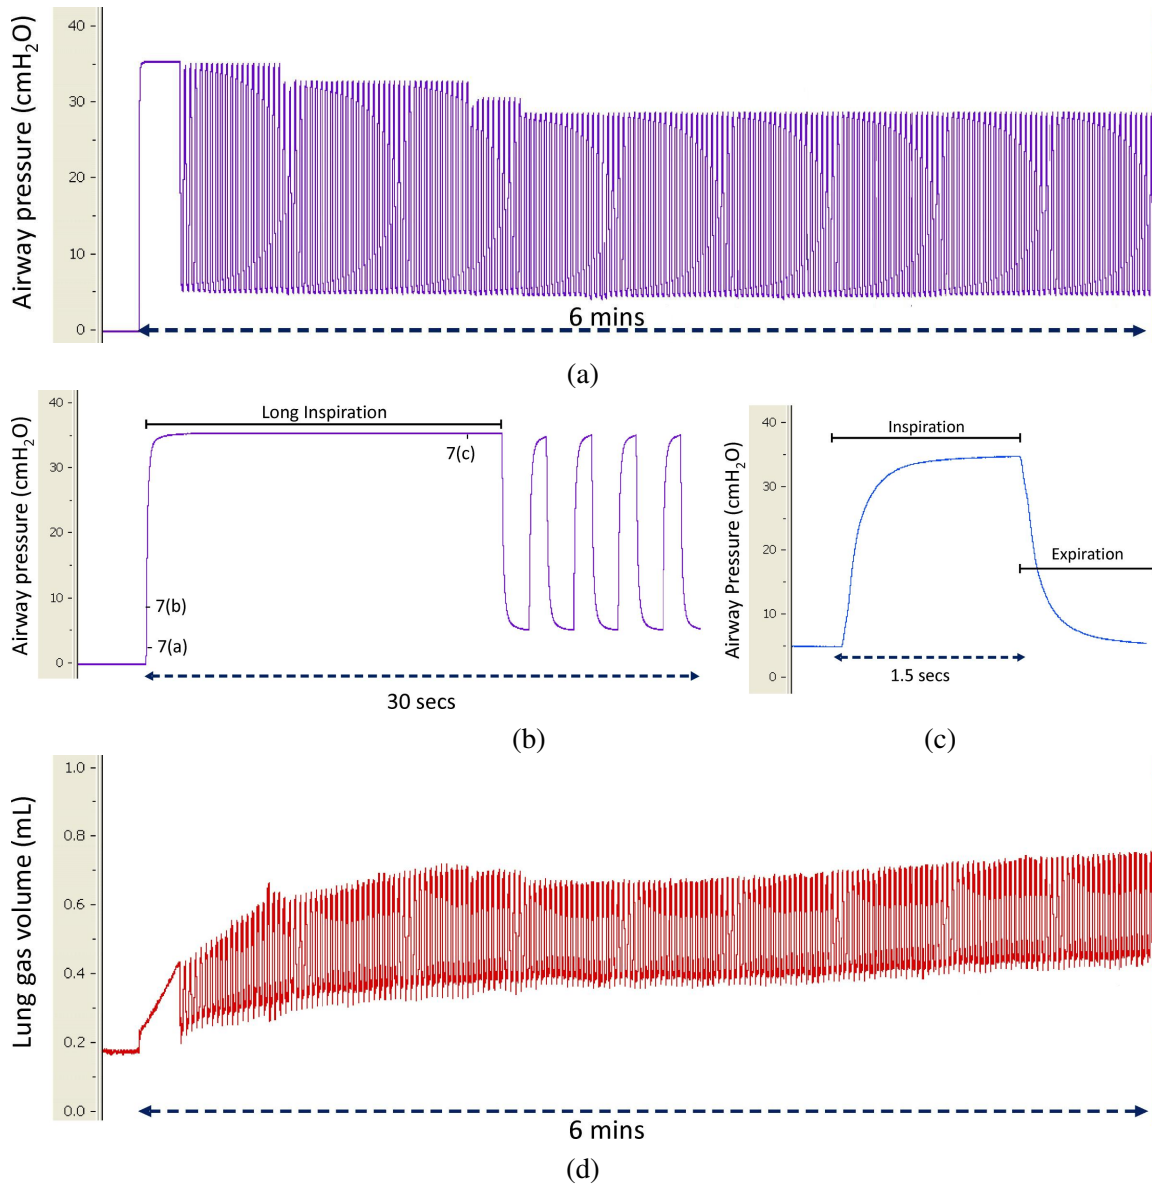 Airway pressure (cmH2O)
40
30
20
10
0
6 mins
(a)
Airway pressure (cmH2O)
40
30
20
10
0
Long Inspiration
7(c)
7(b)
7(a)
30 secs
(b)
Airway Pressure (cmH2O)
40
30
20
10
0
Inspiration
Expiration
1.5 secs
(c)
Lung gas volume (mL)
1.0
0.8
0.6
0.4
0.2
0.0
6 mins
(d)